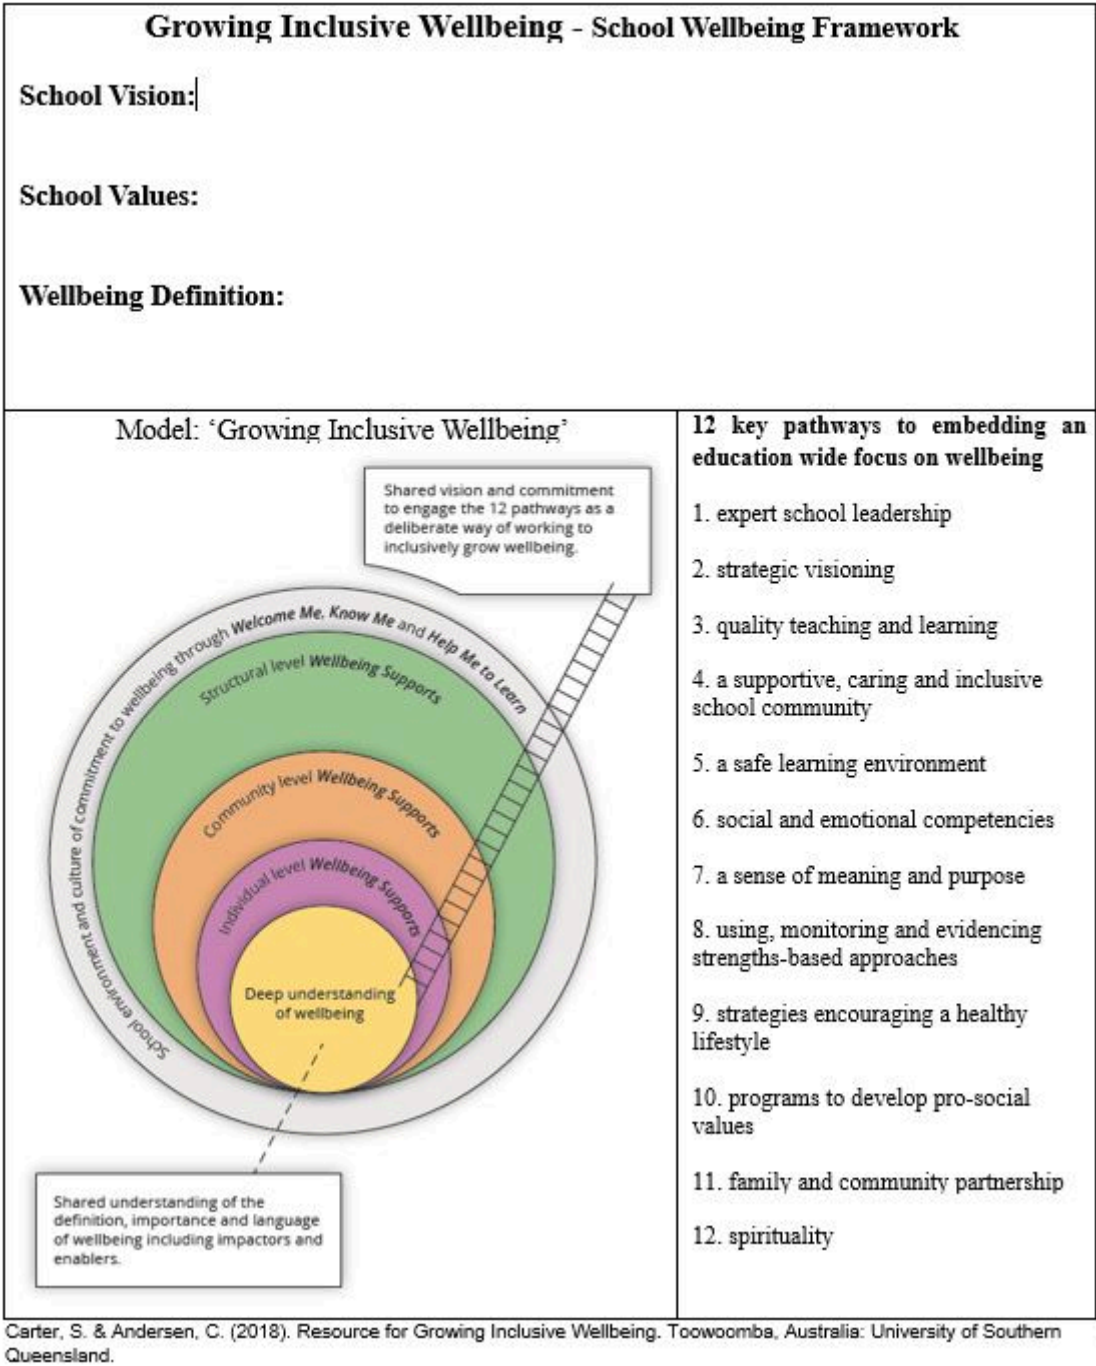 Growing Inclusive Wellbeing - School Wellbeing Framework
School Vision:
School Values:
Wellbeing Definition:
Model: ‘Growing Inclusive Wellbeing’
Shared vision and commitment
to engage the 12 pathways as a
deliberate way of working to
inclusively grow wellbeing.
School environment and culture of commitment to wellbeing through Welcome Me, Know Me and Help Me to Learn
Structural level Wellbeing Supports
Community level Wellbeing Supports
Individual level Wellbeing Supports
Deep understanding
of wellbeing
Shared understanding of the
definition, importance and language
of wellbeing including impactors and
enablers.
12 key pathways to embedding an
education wide focus on wellbeing
1. expert school leadership
2. strategic visioning
3. quality teaching and learning
4. a supportive, caring and inclusive
school community
5. a safe learning environment
6. social and emotional competencies
7. a sense of meaning and purpose
8. using, monitoring and evidencing
strengths-based approaches
9. strategies encouraging a healthy
lifestyle
10. programs to develop pro-social
values
11. family and community partnership
12. spirituality
Carter, S. & Andersen, C. (2018). Resource for Growing Inclusive Wellbeing. Toowoomba, Australia: University of Southern
Queensland.